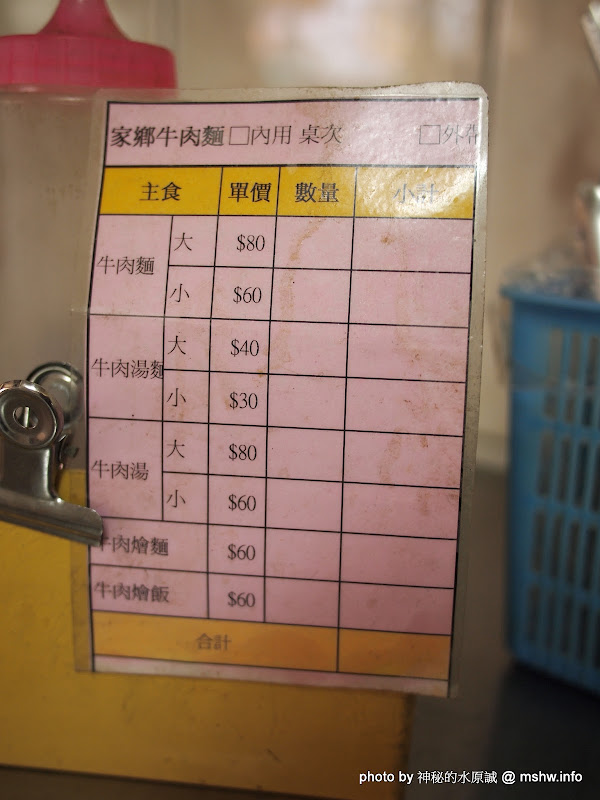 家鄉牛肉麵 □內用 桌次 □外
主食 單價 數量 小計
牛肉麵 大 $80
小 $60
牛肉湯麵 大 $40
小 $30
牛肉湯 大 $80
小 $60
牛肉燴麵 $60
牛肉燴飯 $60
合計
photo by 神秘的水原誠 @ mshw.info